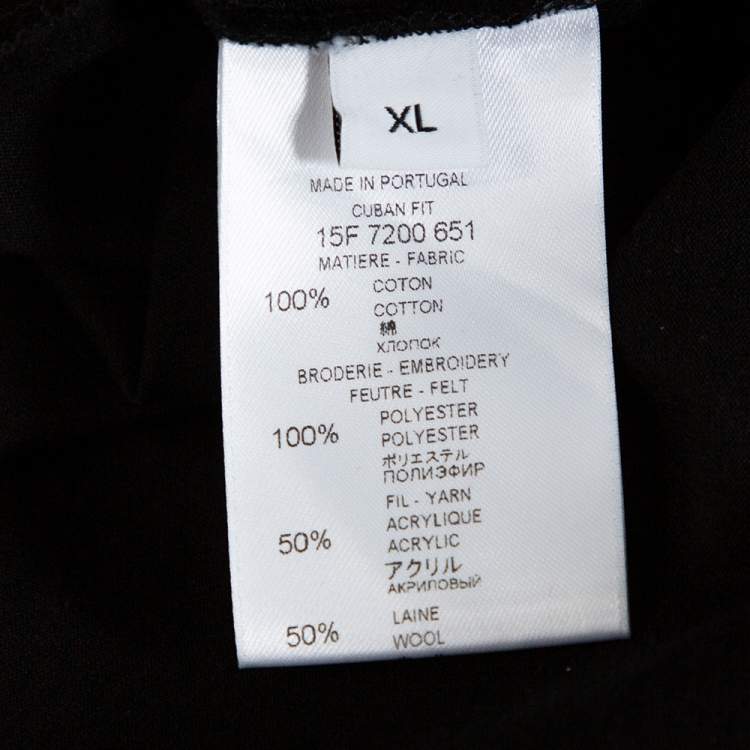 XL
MADE IN PORTUGAL
CUBAN FIT
15F 7200 651
MATIERE - FABRIC
100% COTON
COTTON
綿
ХЛОПОК
BRODERIE - EMBROIDERY
FEUTRE - FELT
100% POLYESTER
POLYESTER
ポリエステル
ПОЛИЭФИР
FIL - YARN
50% ACRYLIQUE
ACRYLIC
アクリル
АКРИЛОВЫЙ
50% LAINE
WOOL